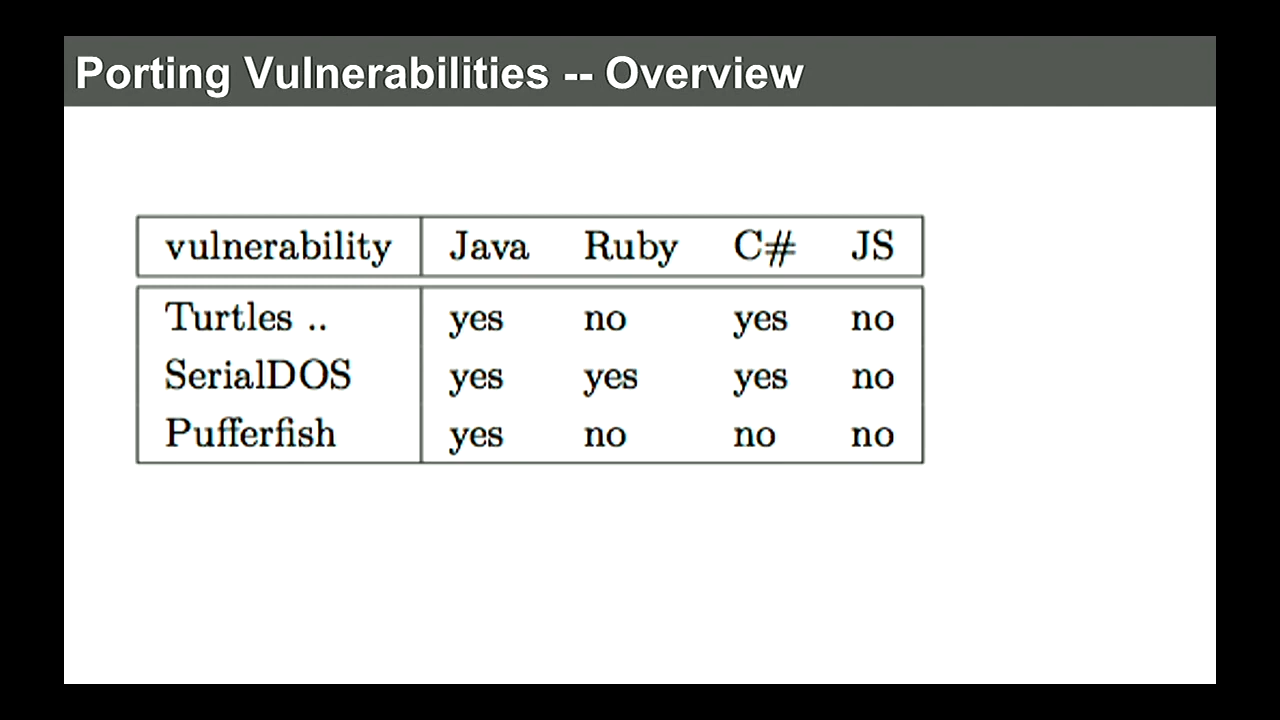 Porting Vulnerabilities -- Overview
vulnerability Java Ruby C# JS
Turtles .. yes no yes no
SerialDOS yes yes yes no
Pufferfish yes no no no